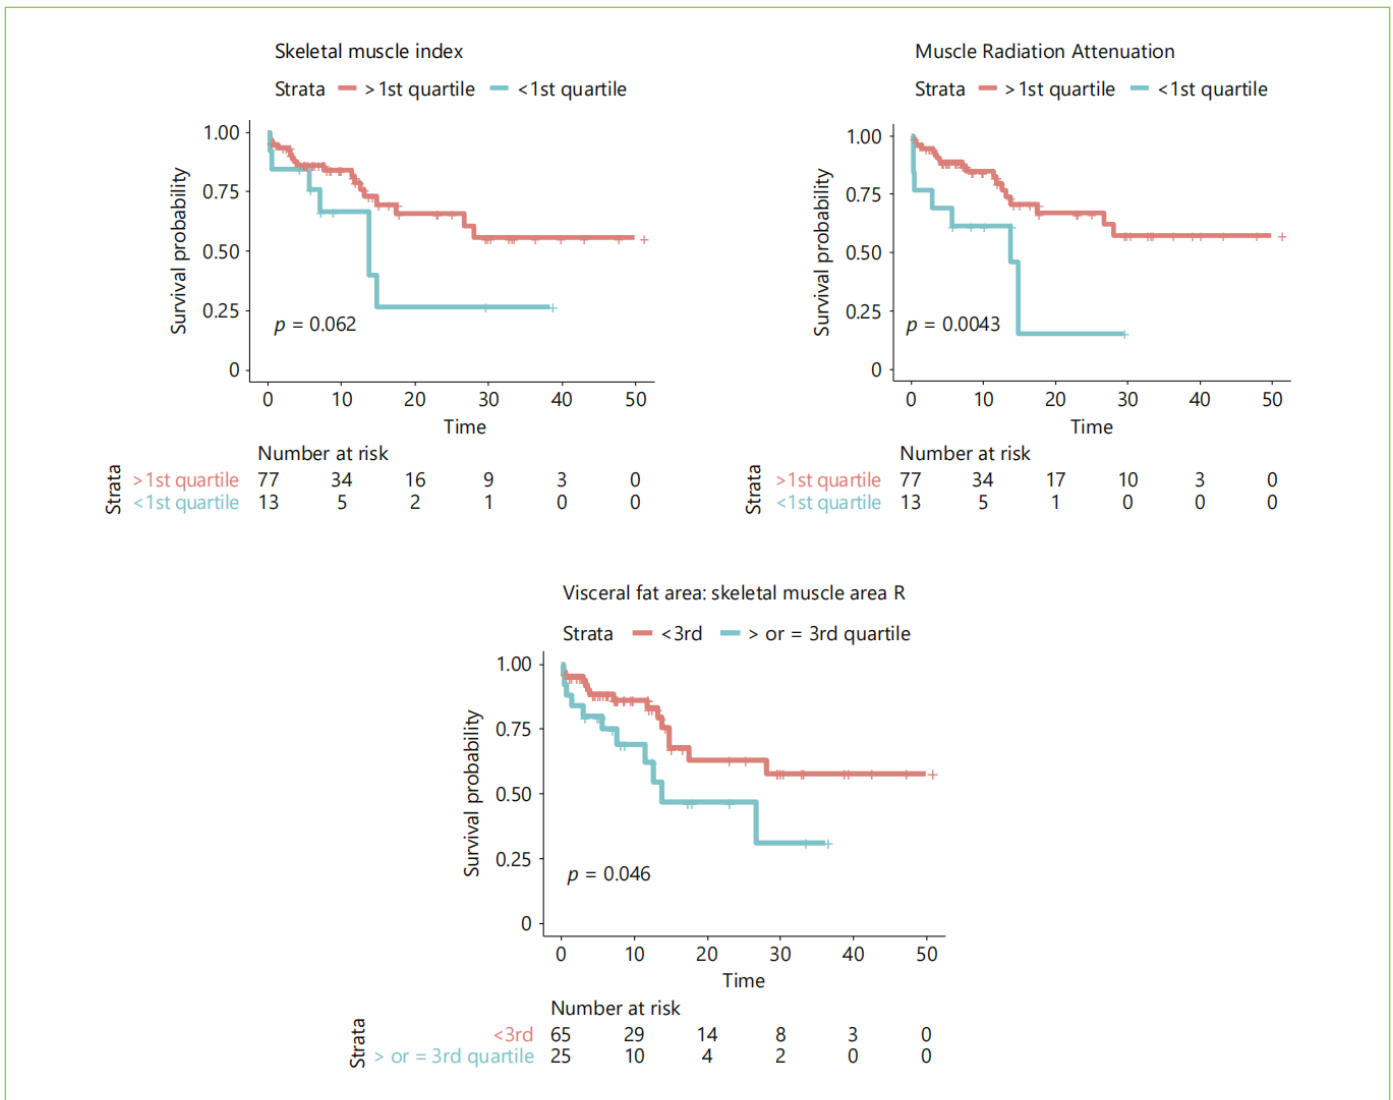 Skeletal muscle index
Strata >1st quartile <1st quartile
1.00
0.75
0.50
0.25
0
Survival probability
p = 0.062
0 10 20 30 40 50
Time
Number at risk
Strata
>1st quartile 77 34 16 9 3 0
<1st quartile 13 5 2 1 0 0
Muscle Radiation Attenuation
Strata >1st quartile <1st quartile
1.00
0.75
0.50
0.25
0
Survival probability
p = 0.0043
0 10 20 30 40 50
Time
Number at risk
Strata
>1st quartile 77 34 17 10 3 0
<1st quartile 13 5 1 0 0 0
Visceral fat area: skeletal muscle area R
Strata <3rd > or = 3rd quartile
1.00
0.75
0.50
0.25
0
Survival probability
p = 0.046
0 10 20 30 40 50
Time
Number at risk
Strata
<3rd 65 29 14 8 3 0
> or = 3rd quartile 25 10 4 2 0 0